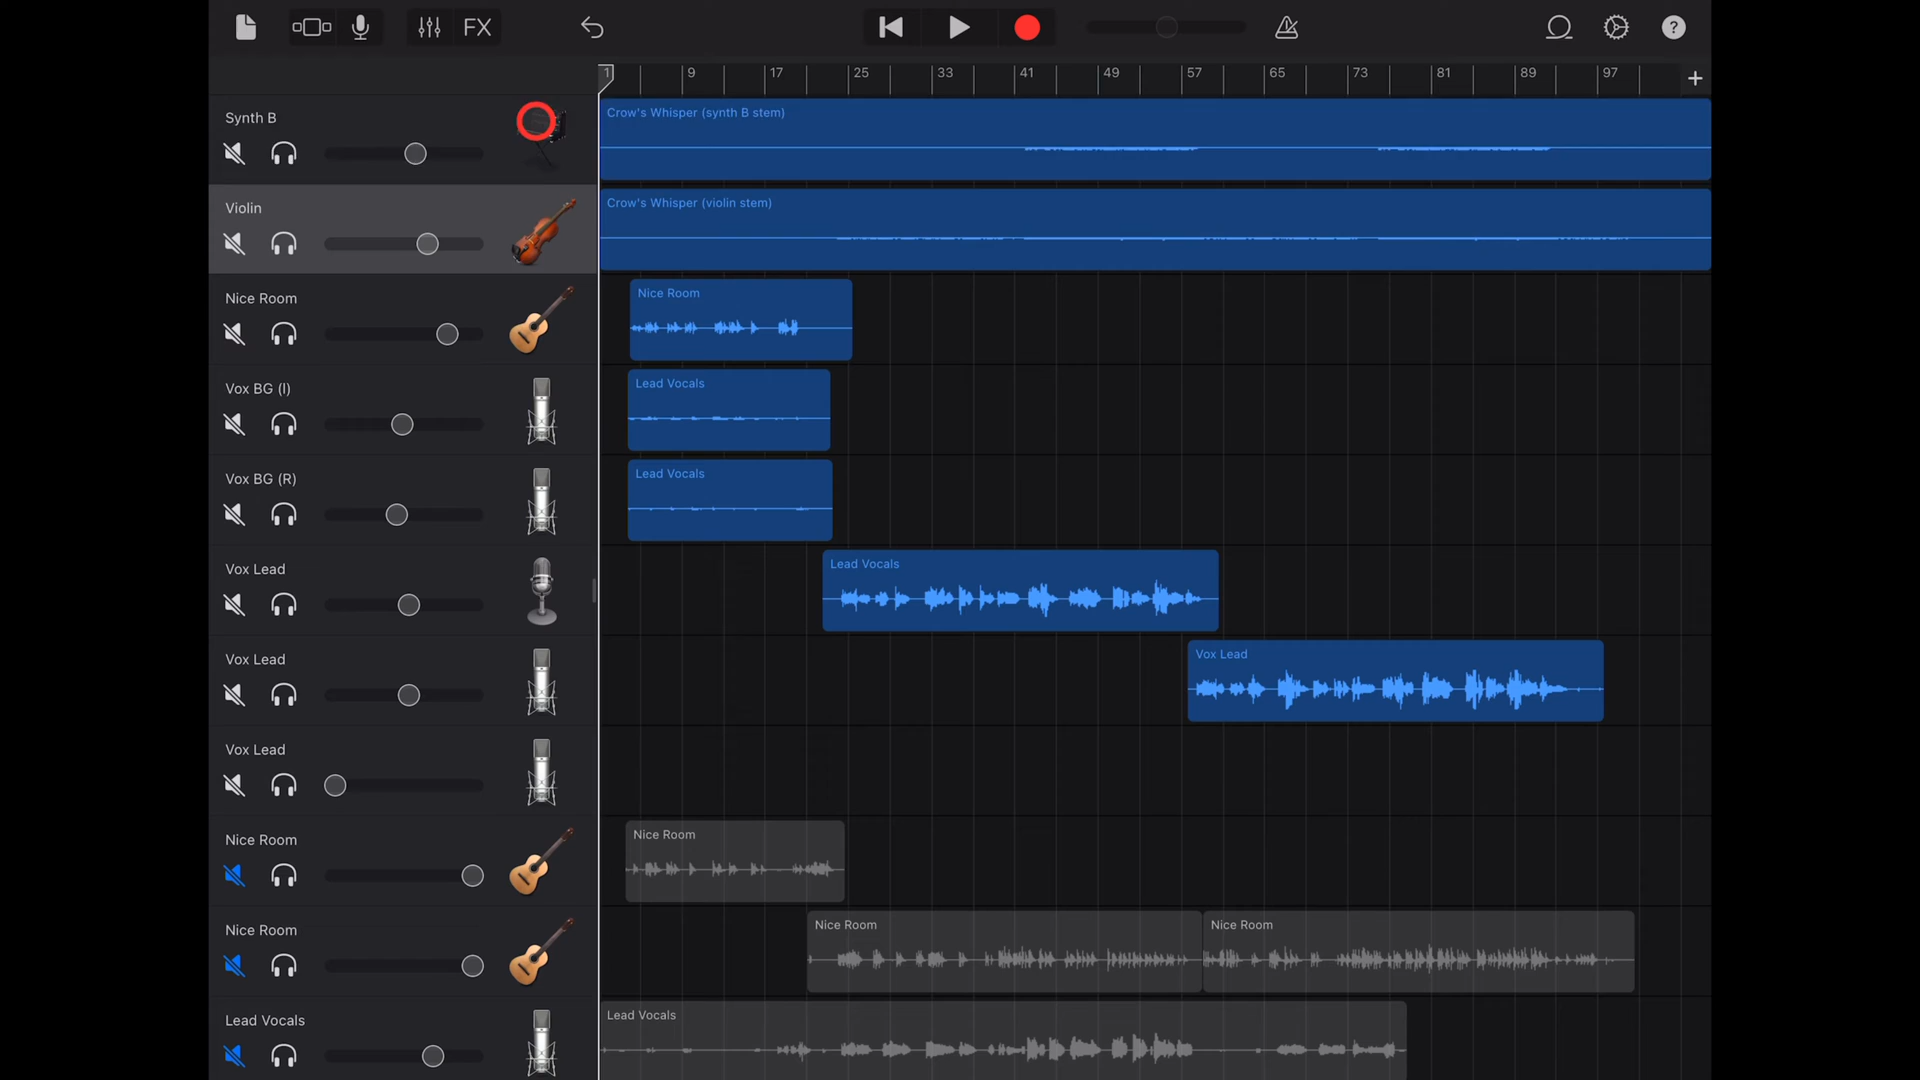 FX
?
1 9 17 25 33 41 49 57 65 73 81 89 97 +
Synth B
Crow's Whisper (synth B stem)
Violin
Crow's Whisper (violin stem)
Nice Room
Nice Room
Vox BG (l)
Lead Vocals
Vox BG (R)
Lead Vocals
Vox Lead
Lead Vocals
Vox Lead
Vox Lead
Vox Lead
Nice Room
Nice Room
Nice Room
Nice Room
Nice Room
Lead Vocals
Lead Vocals